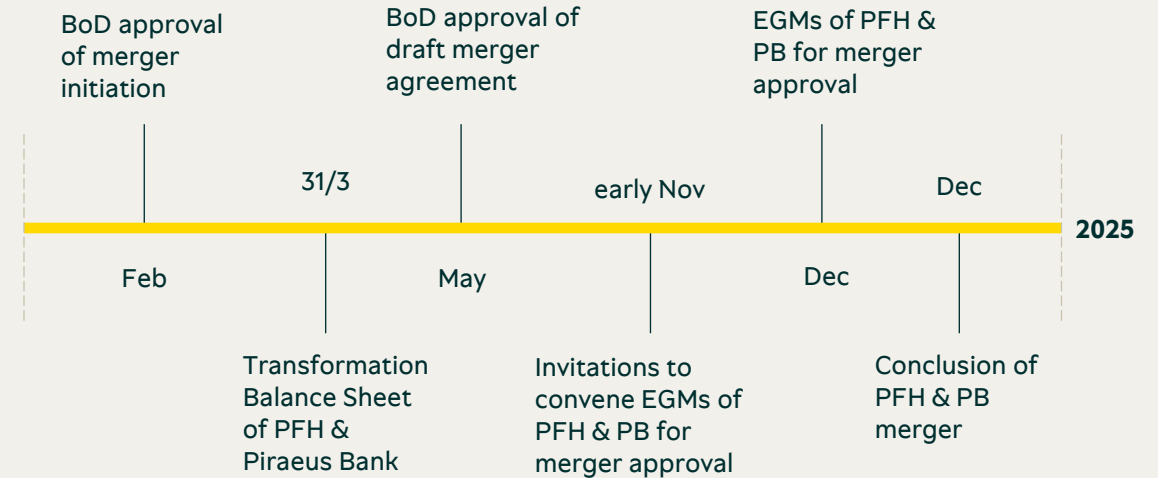 BoD approval
of merger
initiation
BoD approval of
draft merger
agreement
EGMs of PFH &
PB for merger
approval
31/3
early Nov
Dec
2025
Feb
May
Dec
Transformation
Balance Sheet
of PFH &
Piraeus Bank
Invitations to
convene EGMs of
PFH & PB for
merger approval
Conclusion of
PFH & PB
merger